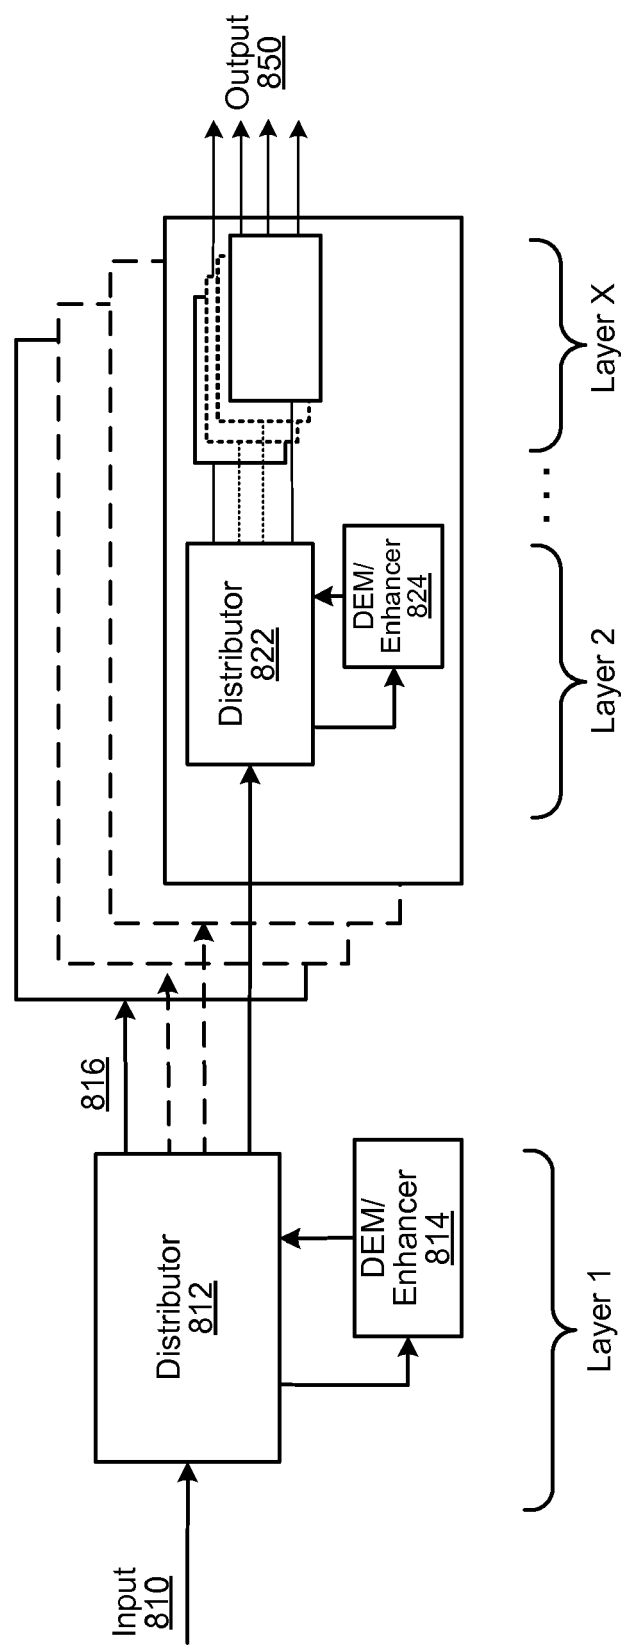 Input
810
Distributor
812
DEM/
Enhancer
814
816
Distributor
822
DEM/
Enhancer
824
Output
850
Layer 1
Layer 2
. . .
Layer X